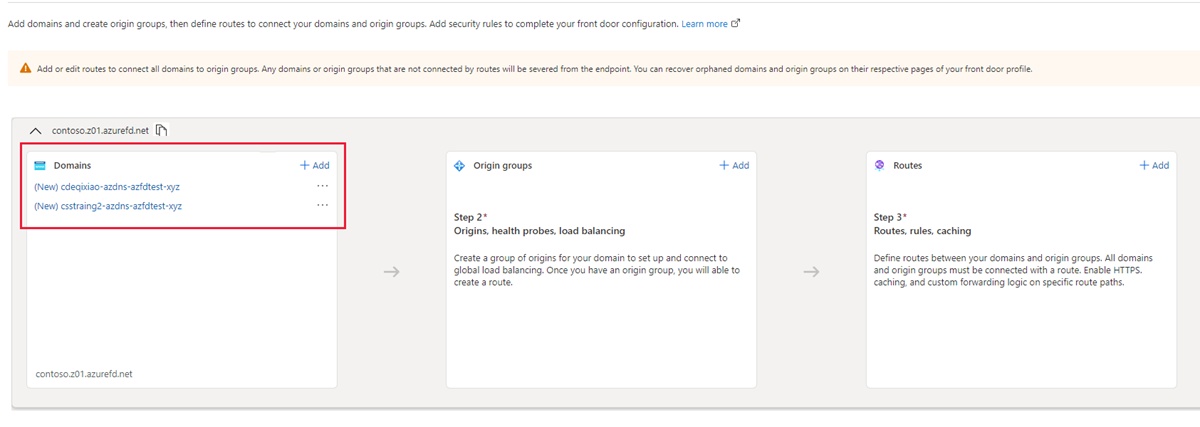 Add domains and create origin groups, then define routes to connect your domains and origin groups. Add security rules to complete your front door configuration. Learn more
Add or edit routes to connect all domains to origin groups. Any domains or origin groups that are not connected by routes will be severed from the endpoint. You can recover orphaned domains and origin groups on their respective pages of your front door profile.
contoso.z01.azurefd.net
Domains
+ Add
(New) cdeqixiao-azdns-azfdtest-xyz
...
(New) csstraing2-azdns-azfdtest-xyz
...
contoso.z01.azurefd.net
Origin groups
+ Add
Step 2*
Origins, health probes, load balancing
Create a group of origins for your domain to set up and connect to
global load balancing. Once you have an origin group, you will able to
create a route.
Routes
+ Add
Step 3*
Routes, rules, caching
Define routes between your domains and origin groups. All domains
and origin groups must be connected with a route. Enable HTTPS.
caching, and custom forwarding logic on specific route paths.